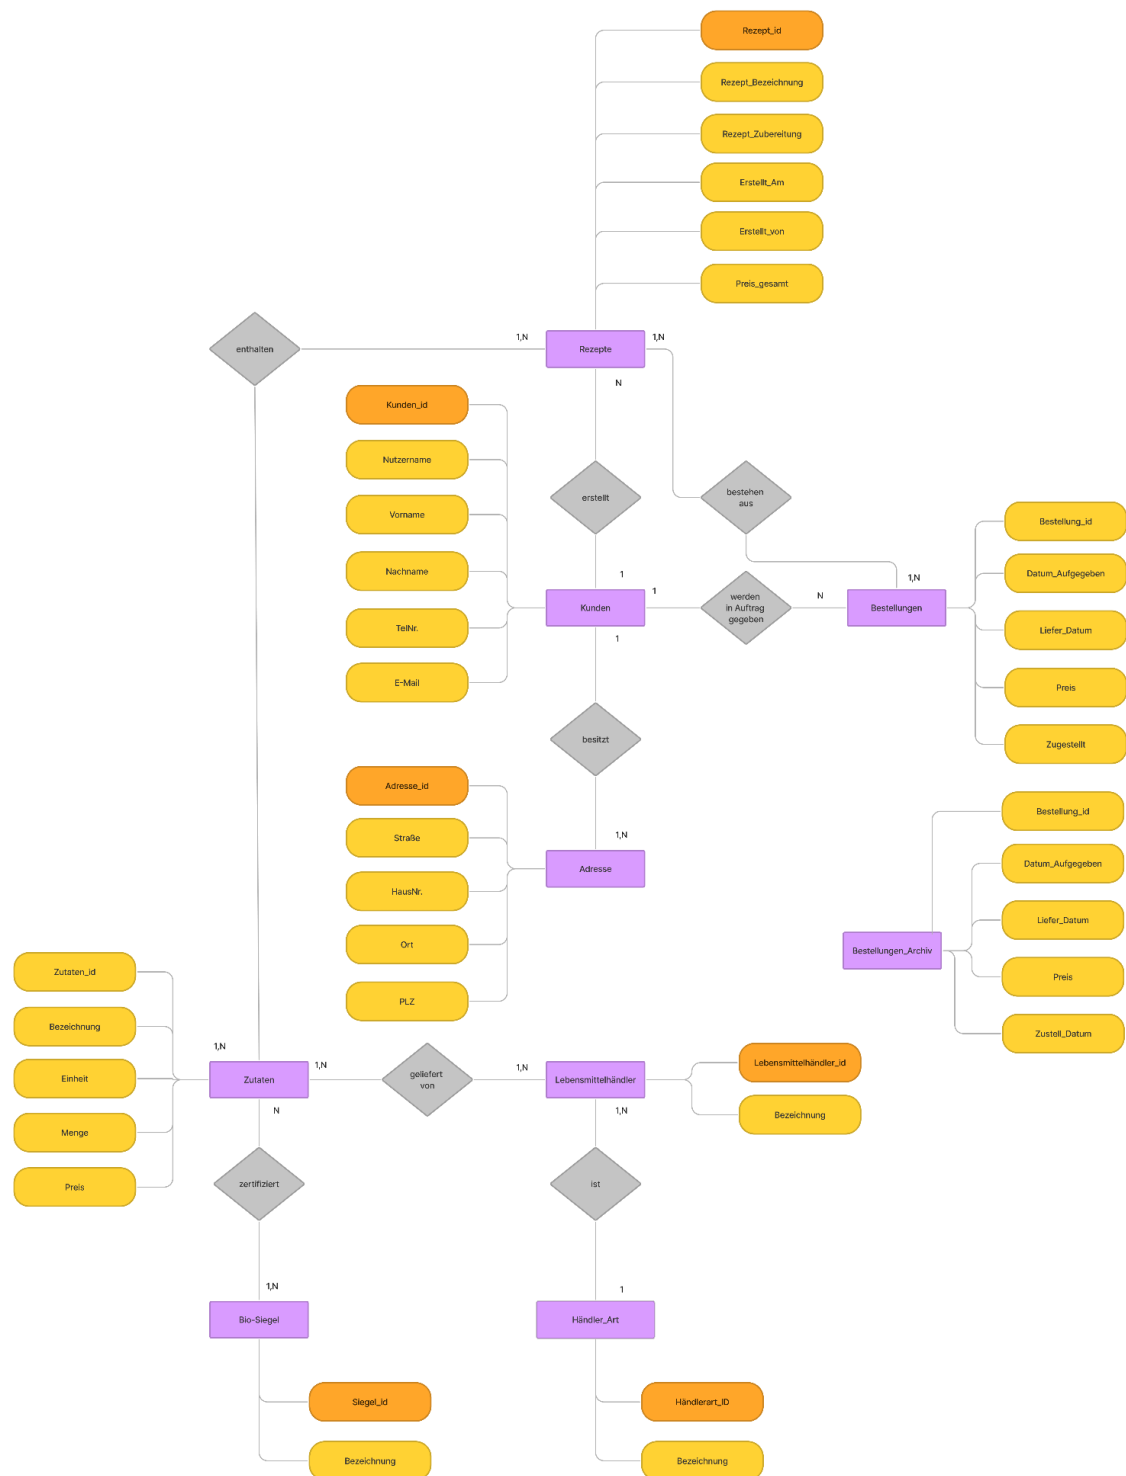 Rezept_id
Rezept_Bezeichnung
Rezept_Zubereitung
Erstellt_Am
Erstellt_von
Preis_gesamt
enthalten
1,N
Rezepte
1,N
N
Kunden_id
Nutzername
Vorname
Nachname
TelNr.
E-Mail
erstellt
bestehen
aus
1
Kunden
1
1
werden
in Auftrag
gegeben
N
1,N
Bestellungen
Bestellung_id
Datum_Aufgegeben
Liefer_Datum
Preis
Zugestellt
besitzt
1,N
Adresse
Adresse_id
Straße
HausNr.
Ort
PLZ
Bestellungen_Archiv
Bestellung_id
Datum_Aufgegeben
Liefer_Datum
Preis
Zustell_Datum
Zutaten_id
Bezeichnung
Einheit
Menge
Preis
1,N
Zutaten
1,N
N
geliefert
von
1,N
Lebensmittelhändler
1,N
Lebensmittelhändler_id
Bezeichnung
zertifiziert
ist
1,N
Bio-Siegel
1
Händler_Art
Siegel_id
Bezeichnung
Händlerart_ID
Bezeichnung